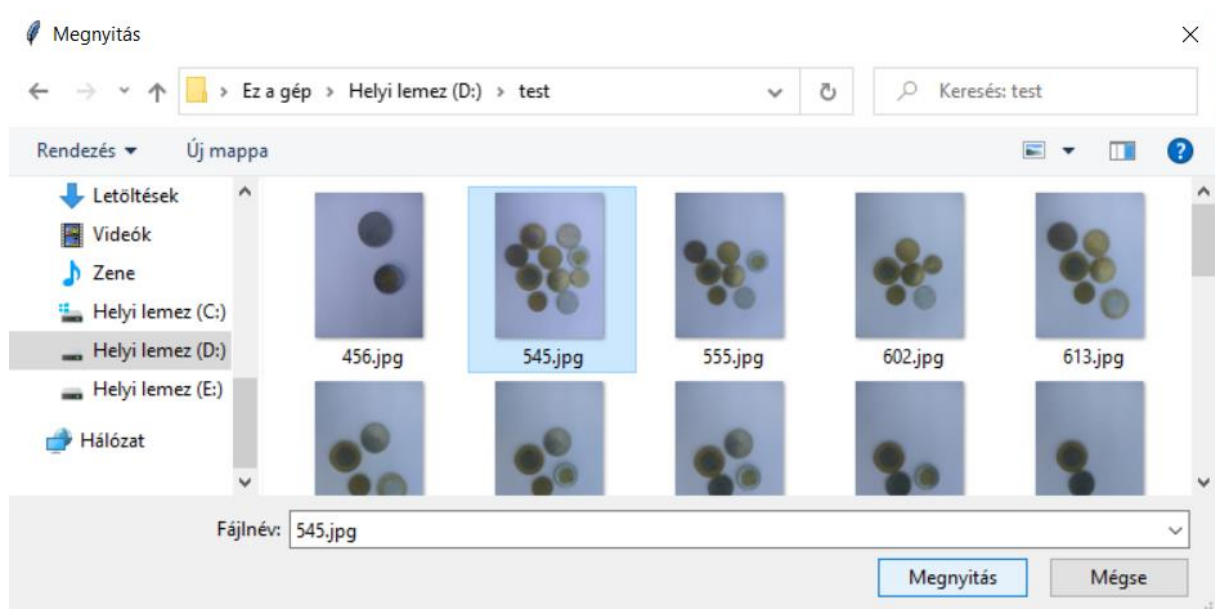 Megnyitás
Ez a gép > Helyi lemez (D:) > test
Keresés: test
Rendezés
Új mappa
Letöltések
Videók
Zene
Helyi lemez (C:)
Helyi lemez (D:)
Helyi lemez (E:)
Hálózat
456.jpg
545.jpg
555.jpg
602.jpg
613.jpg
Fájlnév: 545.jpg
Megnyitás
Mégse